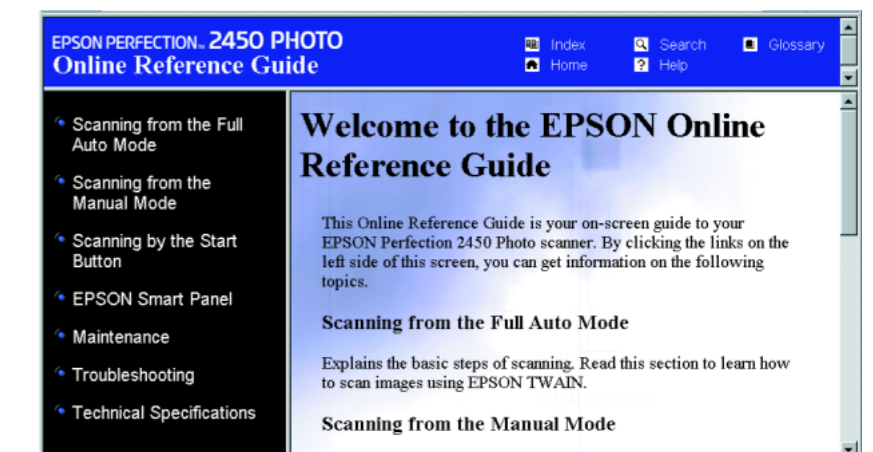 EPSON PERFECTION™ 2450 PHOTO
Online Reference Guide
Index
Search
Glossary
Home
Help
Scanning from the Full
Auto Mode
Scanning from the
Manual Mode
Scanning by the Start
Button
EPSON Smart Panel
Maintenance
Troubleshooting
Technical Specifications
Welcome to the EPSON Online
Reference Guide
This Online Reference Guide is your on-screen guide to your
EPSON Perfection 2450 Photo scanner. By clicking the links on the
left side of this screen, you can get information on the following
topics.
Scanning from the Full Auto Mode
Explains the basic steps of scanning. Read this section to learn how
to scan images using EPSON TWAIN.
Scanning from the Manual Mode